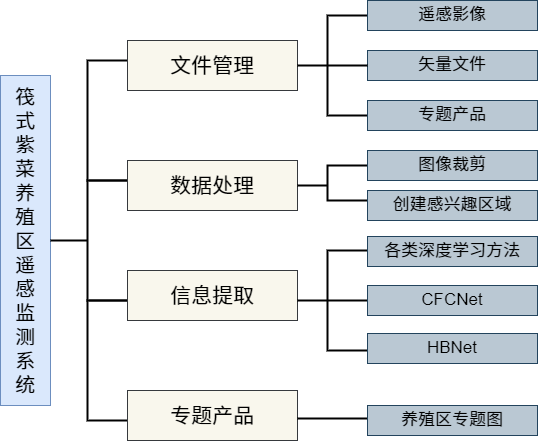 筏式紫菜养殖区遥感监测系统
文件管理
遥感影像
矢量文件
专题产品
数据处理
图像裁剪
创建感兴趣区域
信息提取
各类深度学习方法
CFCNet
HBNet
专题产品
养殖区专题图